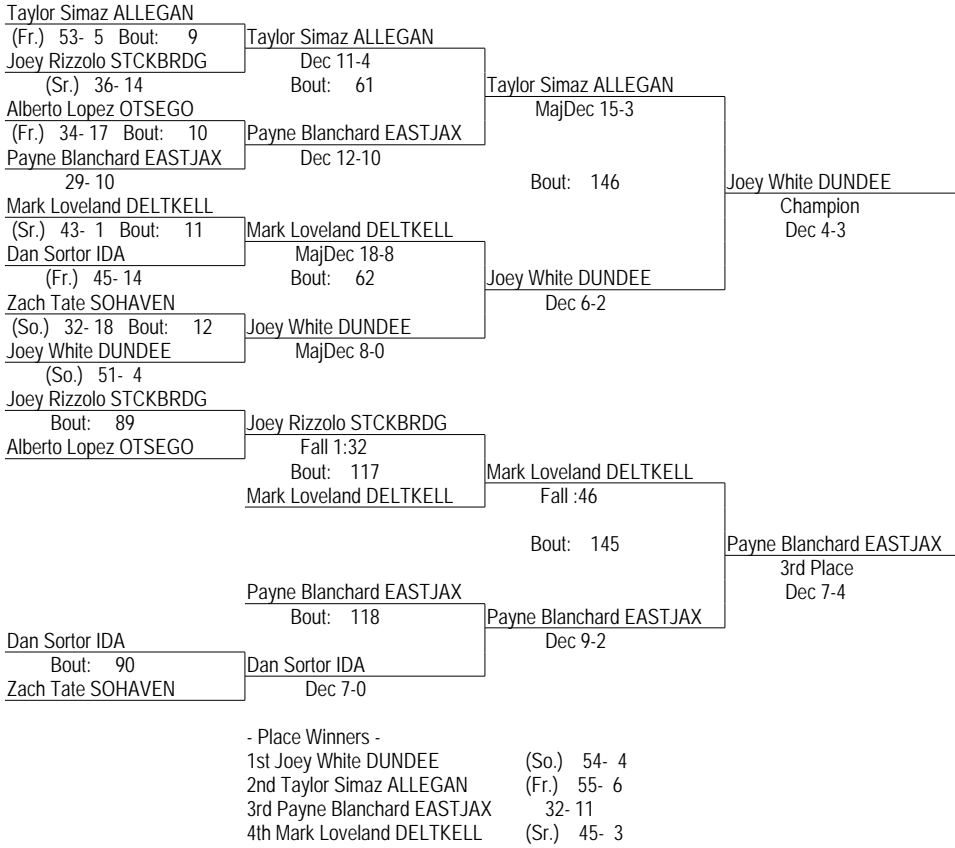 Taylor Simaz ALLEGAN
(Fr.) 53- 5 Bout: 9 Taylor Simaz ALLEGAN
Joey Rizzolo STCKBRDG Dec 11-4
(Sr.) 36- 14 Bout: 61 Taylor Simaz ALLEGAN
Alberto Lopez OTSEGO MajDec 15-3
(Fr.) 34- 17 Bout: 10 Payne Blanchard EASTJAX
Payne Blanchard EASTJAX Dec 12-10
29- 10 Bout: 146 Joey White DUNDEE
Mark Loveland DELTKELL Champion
(Sr.) 43- 1 Bout: 11 Mark Loveland DELTKELL Dec 4-3
Dan Sortor IDA MajDec 18-8
(Fr.) 45- 14 Bout: 62 Joey White DUNDEE
Zach Tate SOHAVEN Dec 6-2
(So.) 32- 18 Bout: 12 Joey White DUNDEE
Joey White DUNDEE MajDec 8-0
(So.) 51- 4
Joey Rizzolo STCKBRDG
Bout: 89 Joey Rizzolo STCKBRDG
Alberto Lopez OTSEGO Fall 1:32
Bout: 117 Mark Loveland DELTKELL
Mark Loveland DELTKELL Fall :46
Bout: 145 Payne Blanchard EASTJAX
3rd Place
Payne Blanchard EASTJAX Dec 7-4
Bout: 118 Payne Blanchard EASTJAX
Dan Sortor IDA Dec 9-2
Bout: 90 Dan Sortor IDA
Zach Tate SOHAVEN Dec 7-0
- Place Winners -
1st Joey White DUNDEE (So.) 54- 4
2nd Taylor Simaz ALLEGAN (Fr.) 55- 6
3rd Payne Blanchard EASTJAX 32- 11
4th Mark Loveland DELTKELL (Sr.) 45- 3